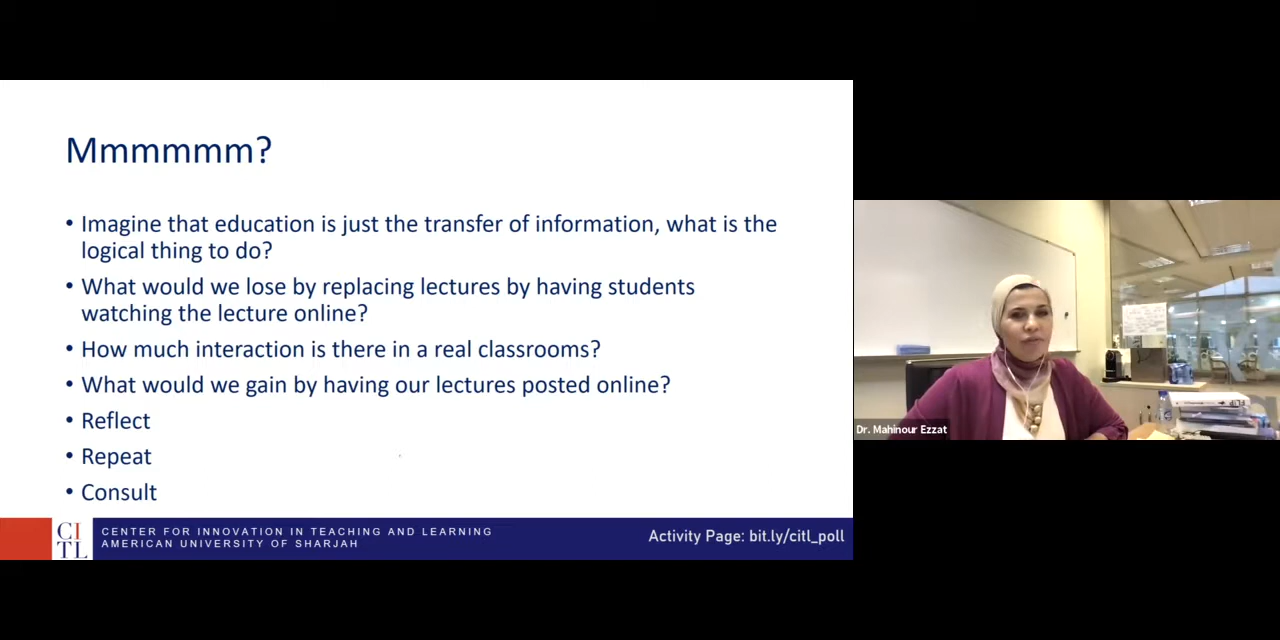 Mmmmmm?
• Imagine that education is just the transfer of information, what is the
logical thing to do?
• What would we lose by replacing lectures by having students
watching the lecture online?
• How much interaction is there in a real classrooms?
• What would we gain by having our lectures posted online?
• Reflect
• Repeat
• Consult
CI
TL
CENTER FOR INNOVATION IN TEACHING AND LEARNING
AMERICAN UNIVERSITY OF SHARJAH
Activity Page: bit.ly/citl_poll
Dr. Mahinour Ezzat